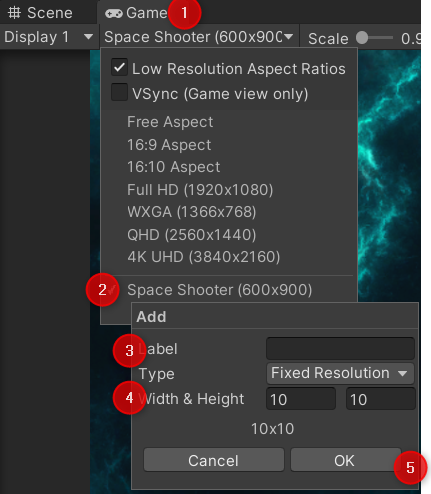 Scene Game 1
Display 1 Space Shooter (600x900 Scale 0.9
Low Resolution Aspect Ratios
VSync (Game view only)
Free Aspect
16:9 Aspect
16:10 Aspect
Full HD (1920x1080)
WXGA (1366x768)
QHD (2560x1440)
4K UHD (3840x2160)
2 Space Shooter (600x900)
Add
3 Label
Type Fixed Resolution
4 Width & Height 10 10
10x10
Cancel OK 5